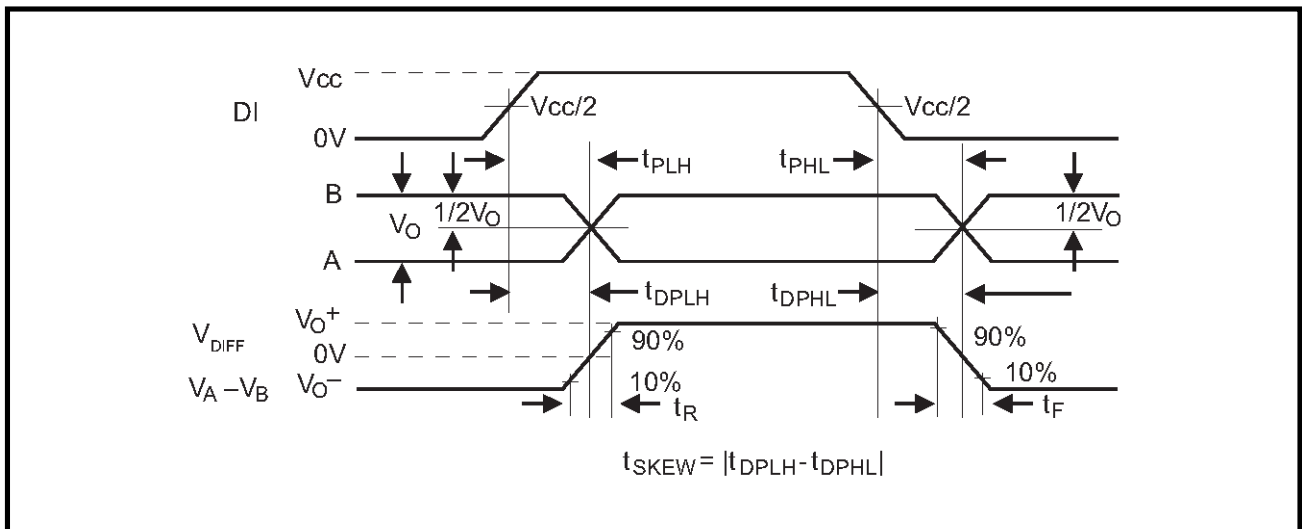 Vcc
DI
Vcc/2
Vcc/2
0V
tPLH
tPHL
B
VO
1/2VO
1/2VO
A
tDPLH
tDPHL
VO+
VDIFF
90%
90%
0V
10%
10%
VA –VB
VO–
tR
tF
tSKEW= |tDPLH-tDPHL|